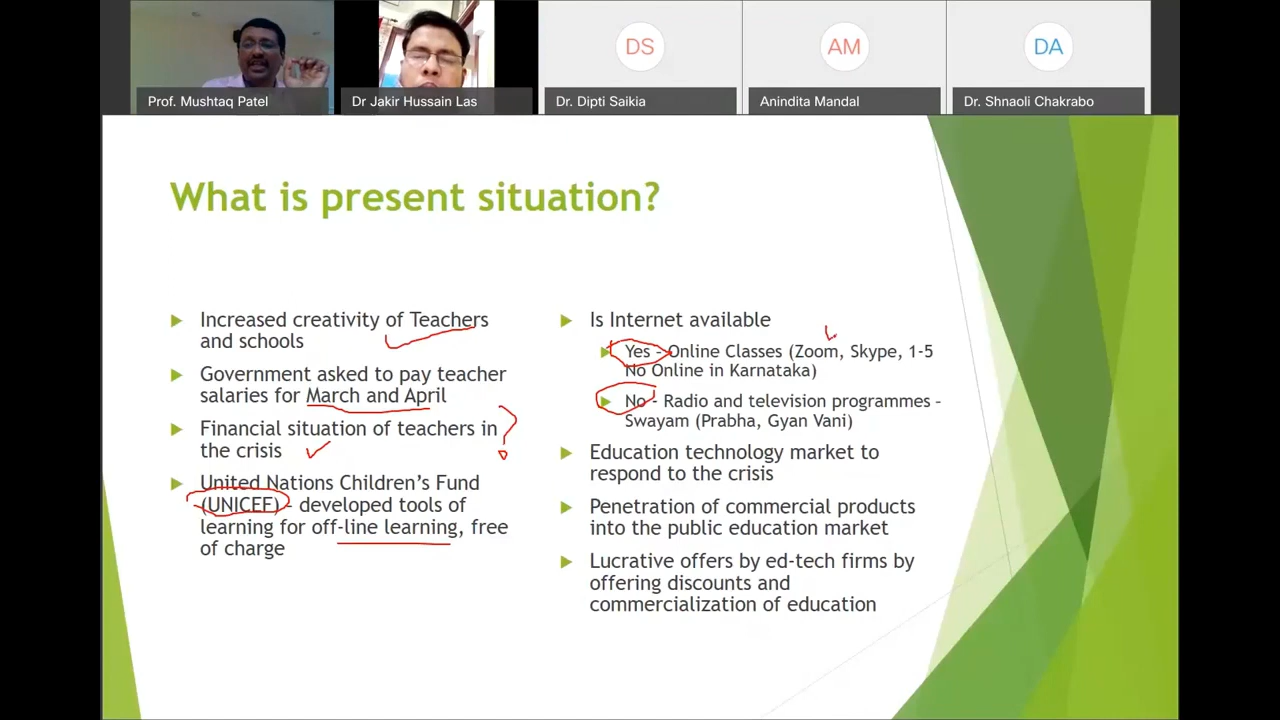 DS
AM
DA
Prof. Mushtaq Patel
Dr Jakir Hussain Las
Dr. Dipti Saikia
Anindita Mandal
Dr. Shnaoli Chakrabo
What is present situation?
Increased creativity of Teachers
and schools
Government asked to pay teacher
salaries for March and April
Financial situation of teachers in
the crisis
?
United Nations Children's Fund
(UNICEF) - developed tools of
learning for off-line learning, free
of charge
Is Internet available
Yes - Online Classes (Zoom, Skype, 1-5
No Online in Karnataka)
No - Radio and television programmes –
Swayam (Prabha, Gyan Vani)
Education technology market to
respond to the crisis
Penetration of commercial products
into the public education market
Lucrative offers by ed-tech firms by
offering discounts and
commercialization of education